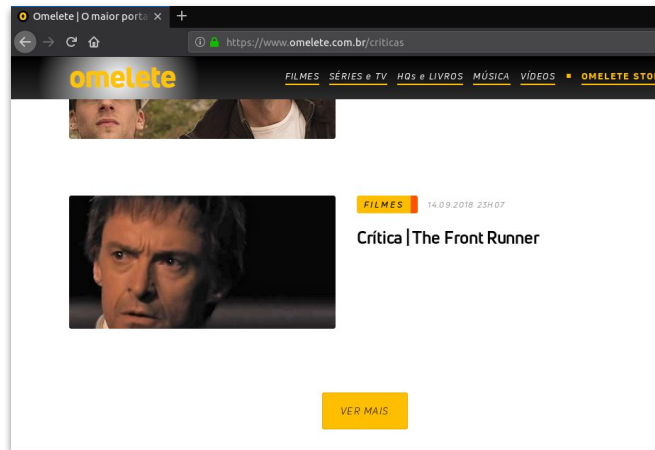 Omelete | O maior porta
https://www.omelete.com.br/criticas
omelete
FILMES SÉRIES e TV HQs e LIVROS MÚSICA VÍDEOS OMELETE STO
FILMES 14.09.2018 23H07
Crítica | The Front Runner
VER MAIS